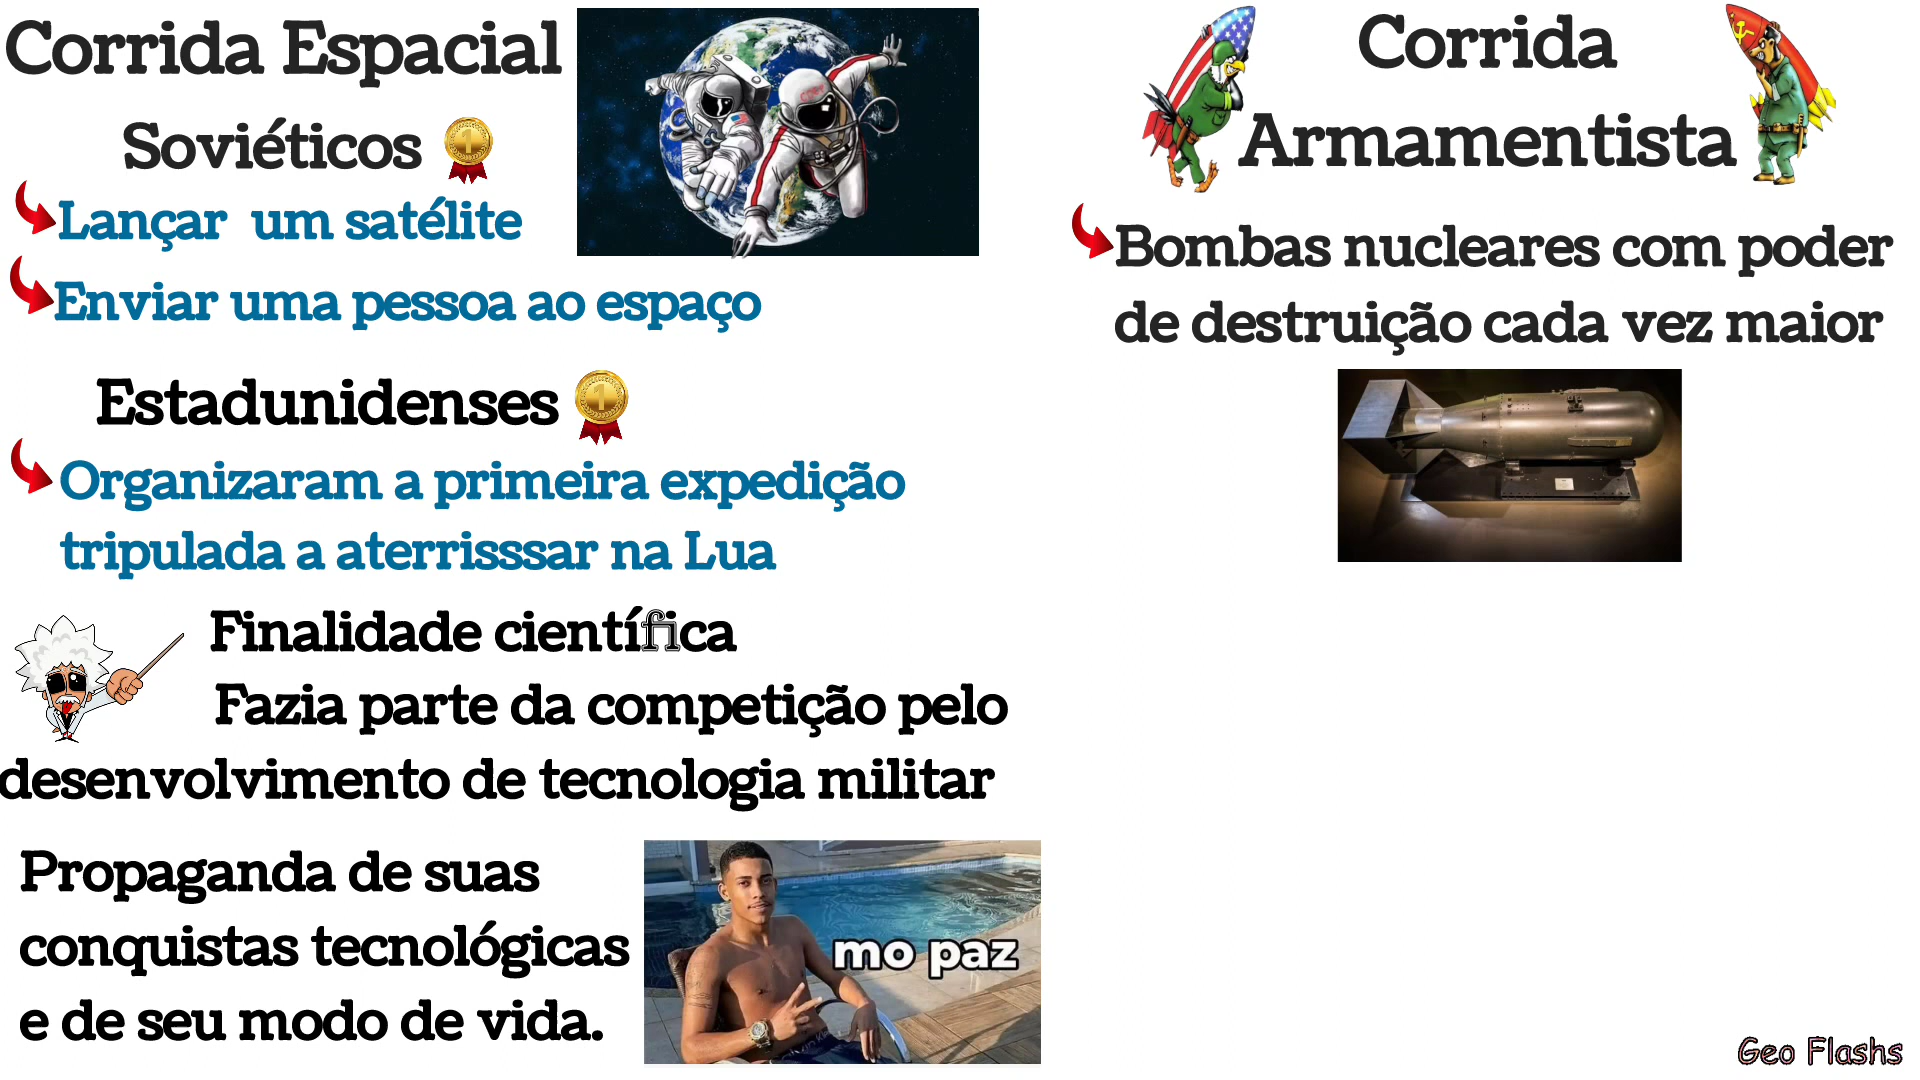 Corrida Espacial
Soviéticos
Lançar um satélite
Enviar uma pessoa ao espaço
Estadunidenses
Organizaram a primeira expedição
tripulada a aterrisssar na Lua
Finalidade científica
Fazia parte da competição pelo
desenvolvimento de tecnologia militar
Propaganda de suas
conquistas tecnológicas
e de seu modo de vida.
mo paz
Corrida
Armamentista
Bombas nucleares com poder
de destruição cada vez maior
Geo Flashs